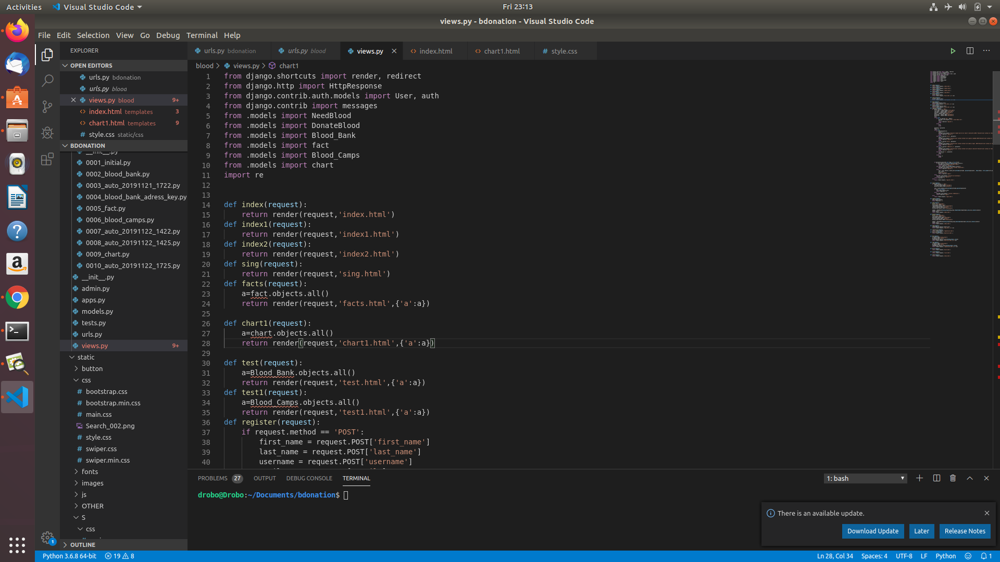 Activities
Visual Studio Code
Fri 23:13
views.py - bdonation - Visual Studio Code
File Edit Selection View Go Debug Terminal Help
EXPLORER
OPEN EDITORS
urls.py bdonation
urls.py blood
views.py blood 9+
index.html templates 3
chart1.html templates 9
# style.css static/css
BDONATION
__init__.py
0001_initial.py
0002_blood_bank.py
0003_auto_20191121_1722.py
0004_blood_bank_adress_key.py
0005_fact.py
0006_blood_camps.py
0007_auto_20191122_1422.py
0008_auto_20191122_1425.py
0009_chart.py
0010_auto_20191122_1725.py
__init__.py
admin.py
apps.py
models.py
tests.py
urls.py
views.py 9+
static
button
css
# bootstrap.css
# bootstrap.min.css
# main.css
Search_002.png
# style.css
# swiper.css
# swiper.min.css
fonts
images
js
OTHER
S
css
OUTLINE
urls.py bdonation
urls.py blood
views.py
<> index.html
<> chart1.html
# style.css
blood > views.py > chart1
1 from django.shortcuts import render, redirect
2 from django.http import HttpResponse
3 from django.contrib.auth.models import User, auth
4 from django.contrib import messages
5 from .models import NeedBlood
6 from .models import DonateBlood
7 from .models import Blood_Bank
8 from .models import fact
9 from .models import Blood_Camps
10 from .models import chart
11 import re
12
13
14 def index(request):
15 return render(request,'index.html')
16 def index1(request):
17 return render(request,'index1.html')
18 def index2(request):
19 return render(request,'index2.html')
20 def sing(request):
21 return render(request,'sing.html')
22 def facts(request):
23 a=fact.objects.all()
24 return render(request,'facts.html',{'a':a})
25
26 def chart1(request):
27 a=chart.objects.all()
28 return render(request,'chart1.html',{'a':a})
29
30 def test(request):
31 a=Blood_Bank.objects.all()
32 return render(request,'test.html',{'a':a})
33 def test1(request):
34 a=Blood_Camps.objects.all()
35 return render(request,'test1.html',{'a':a})
36 def register(request):
37 if request.method == 'POST':
38 first_name = request.POST['first_name']
39 last_name = request.POST['last_name']
40 username = request.POST['username']
PROBLEMS 27 OUTPUT DEBUG CONSOLE TERMINAL
1: bash
drobo@Drobo:~/Documents/bdonation$
There is an available update.
Download Update
Later
Release Notes
1
Python 3.6.8 64-bit
19 8
Ln 28, Col 34
Spaces: 4
UTF-8
LF
Python
1